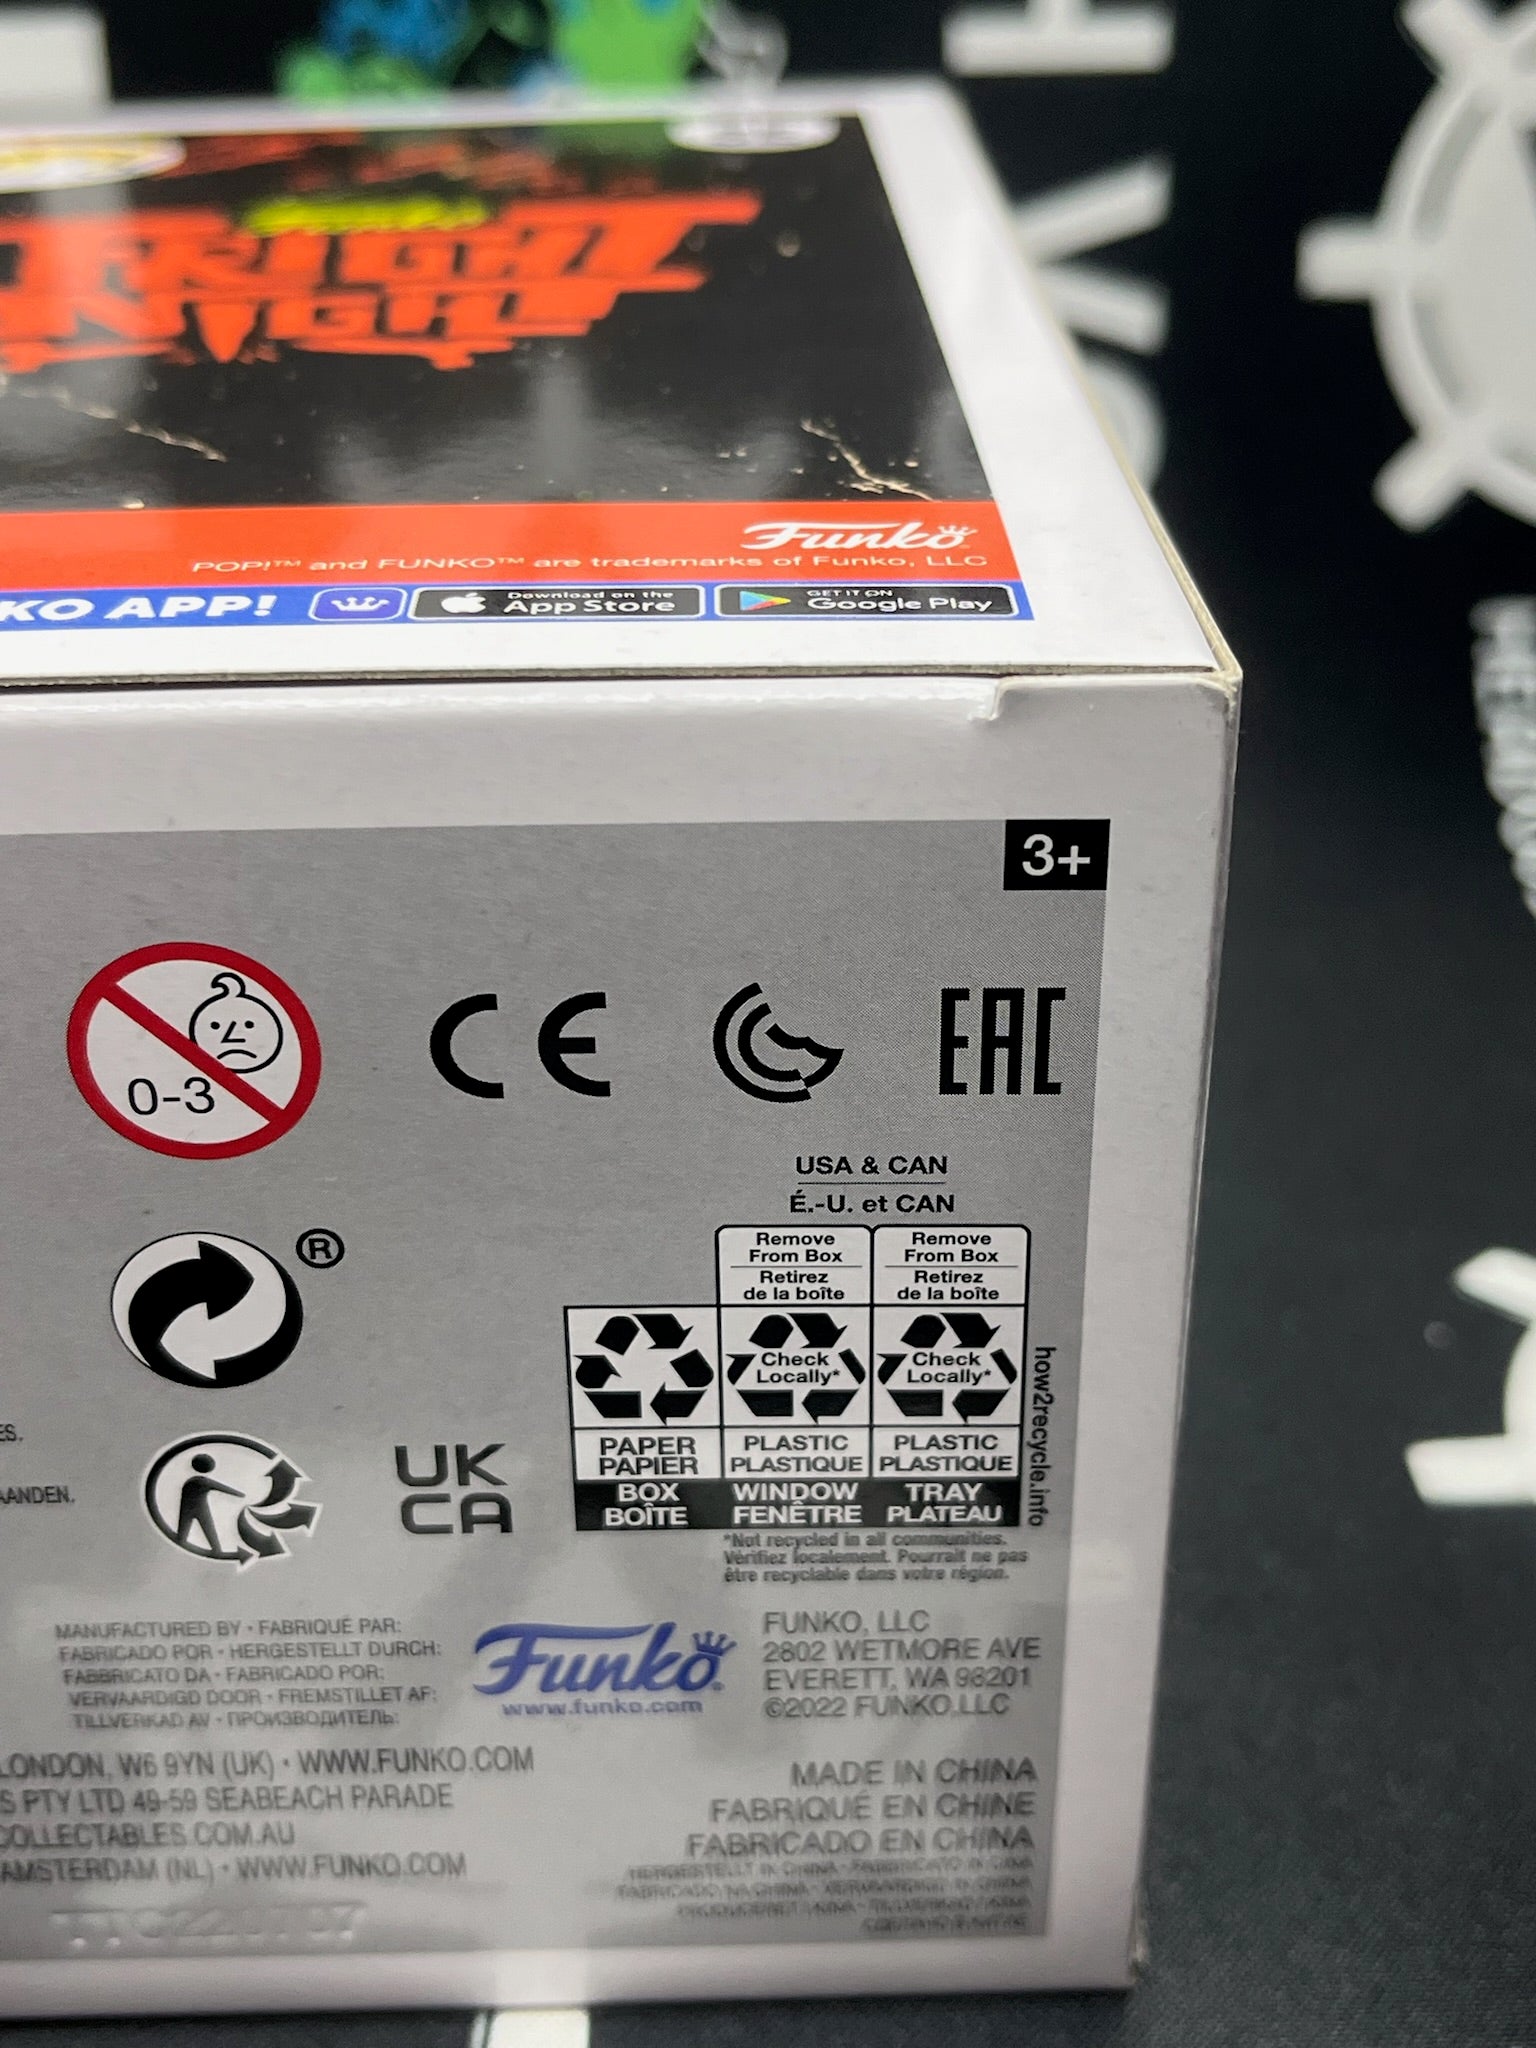 FRIGHT
NIGHT
Funko
POP!™ and FUNKO™ are trademarks of Funko, LLC
KO APP!
Download on the
App Store
GET IT ON
Google Play
3+
0-3
CE
EAC
USA & CAN
É.-U. et CAN
Remove
From Box
Retirez
de la boîte
Remove
From Box
Retirez
de la boîte
®
Check
Locally*
Check
Locally*
PAPER
PAPIER
PLASTIC
PLASTIQUE
PLASTIC
PLASTIQUE
BOX
BOÎTE
WINDOW
FENÊTRE
TRAY
PLATEAU
how2recycle.info
*Not recycled in all communities.
Vérifiez localement. Pourrait ne pas
être recyclable dans votre région.
ES.
AANDEN.
UK
CA
MANUFACTURED BY • FABRIQUÉ PAR:
FABRICADO POR • HERGESTELLT DURCH:
FABBRICATO DA • FABRICADO POR:
VERVAARDIGD DOOR • FREMSTILLET AF:
TILLVERKAD AV • ПРОИЗВОДИТЕЛЬ:
Funko
www.funko.com
FUNKO, LLC
2802 WETMORE AVE
EVERETT, WA 98201
©2022 FUNKO,LLC
LONDON, W6 9YN (UK) • WWW.FUNKO.COM
S PTY LTD 49-59 SEABEACH PARADE
COLLECTABLES.COM.AU
AMSTERDAM (NL) • WWW.FUNKO.COM
MADE IN CHINA
FABRIQUÉ EN CHINE
FABRICADO EN CHINA